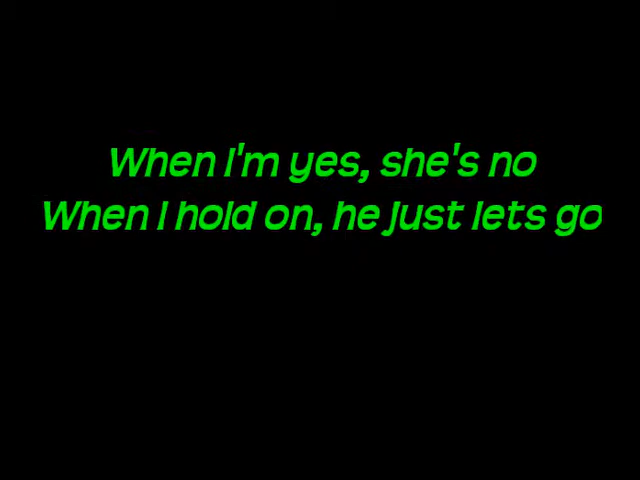 When I'm yes, she's no
When I hold on, he just lets go